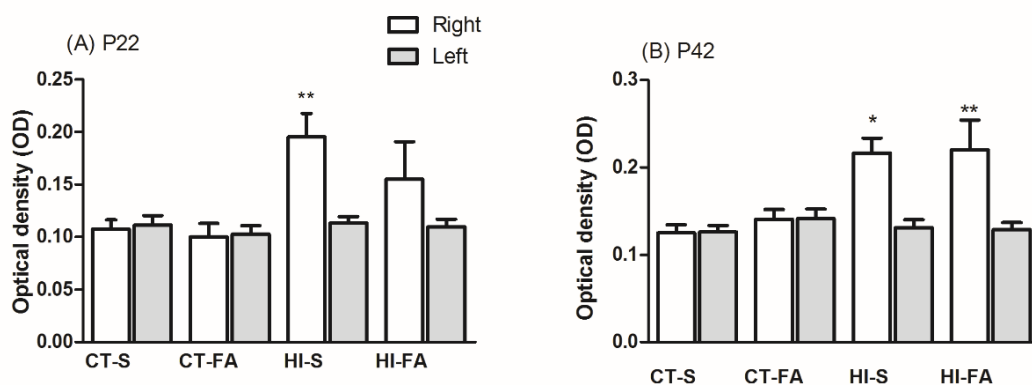 Right
Left
(A) P22
Optical density (OD)
0.25
0.20
0.15
0.10
0.05
0.00
**
CT-S CT-FA HI-S HI-FA
(B) P42
Optical density (OD)
0.3
0.2
0.1
0.0
*
**
CT-S CT-FA HI-S HI-FA